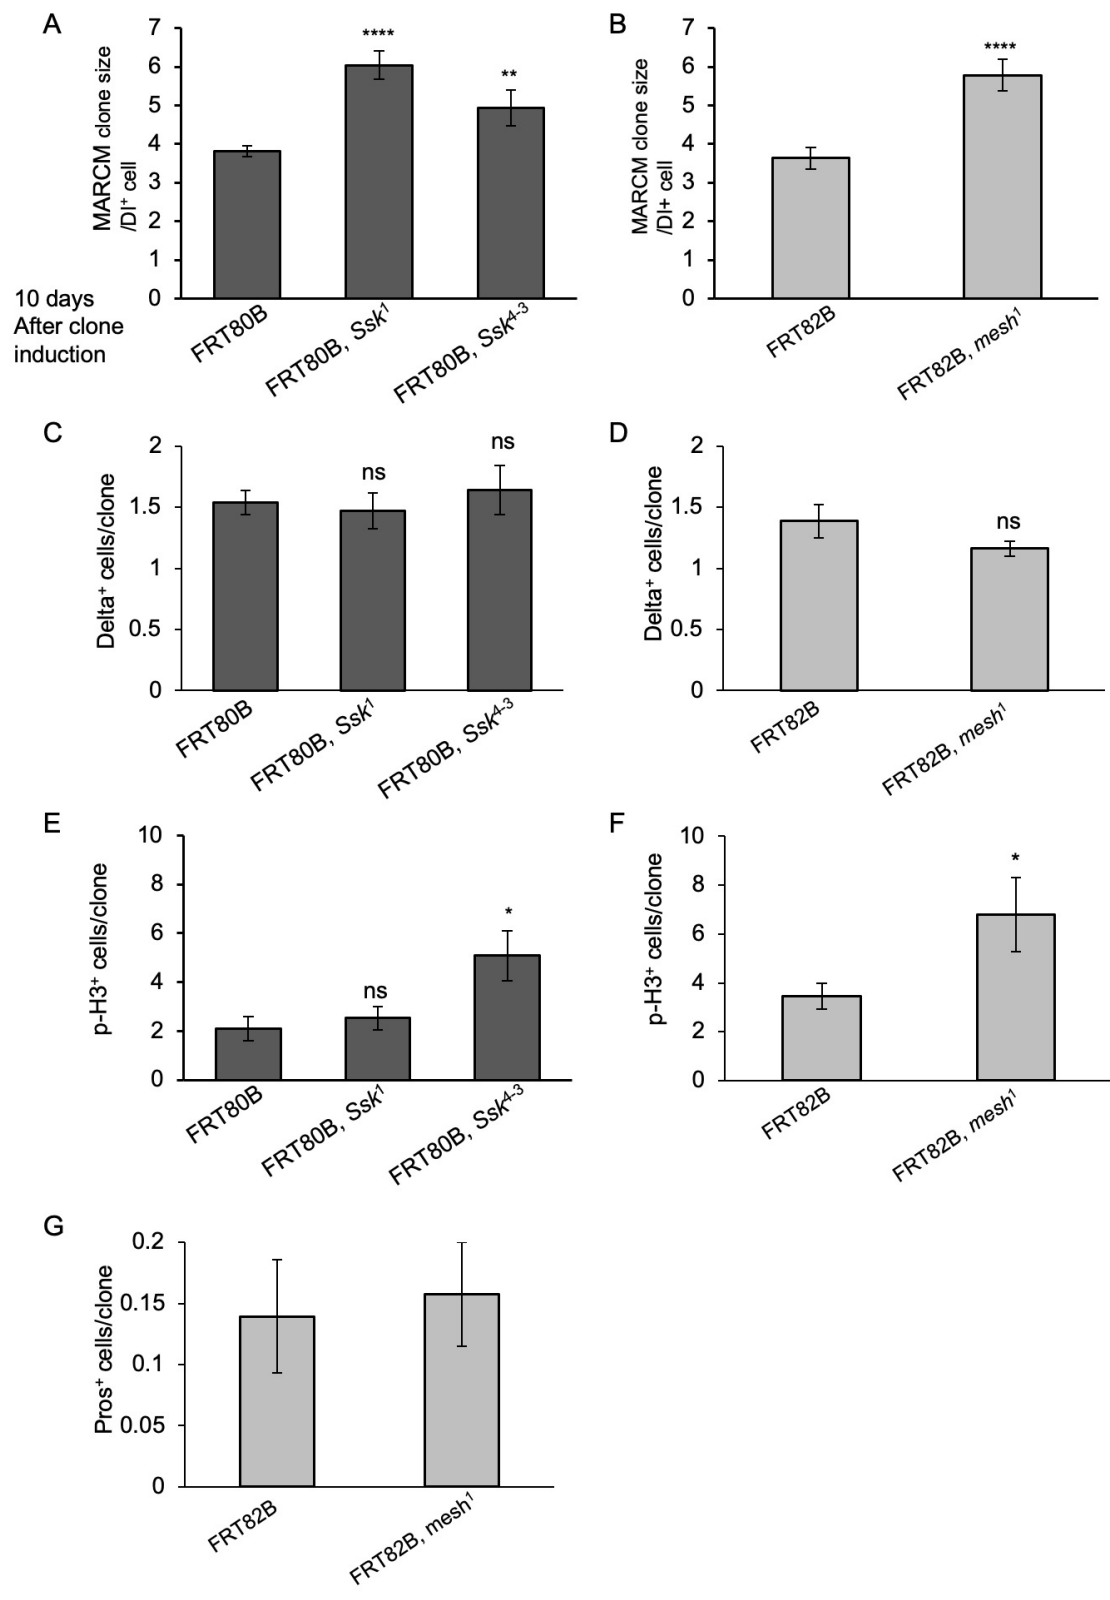 A
MARCM clone size
/Dl⁺ cell
7
6
5
4
3
2
1
0
****
**
FRT80B
FRT80B, Ssk¹
FRT80B, Ssk⁴⁻³
10 days
After clone
induction
B
MARCM clone size
/Dl+ cell
7
6
5
4
3
2
1
0
****
FRT82B
FRT82B, mesh¹
C
Delta⁺ cells/clone
2
1.5
1
0.5
0
ns
ns
FRT80B
FRT80B, Ssk¹
FRT80B, Ssk⁴⁻³
D
Delta⁺ cells/clone
2
1.5
1
0.5
0
ns
FRT82B
FRT82B, mesh¹
E
p-H3⁺ cells/clone
10
8
6
4
2
0
ns
*
FRT80B
FRT80B, Ssk¹
FRT80B, Ssk⁴⁻³
F
p-H3⁺ cells/clone
10
8
6
4
2
0
*
FRT82B
FRT82B, mesh¹
G
Pros⁺ cells/clone
0.2
0.15
0.1
0.05
0
FRT82B
FRT82B, mesh¹